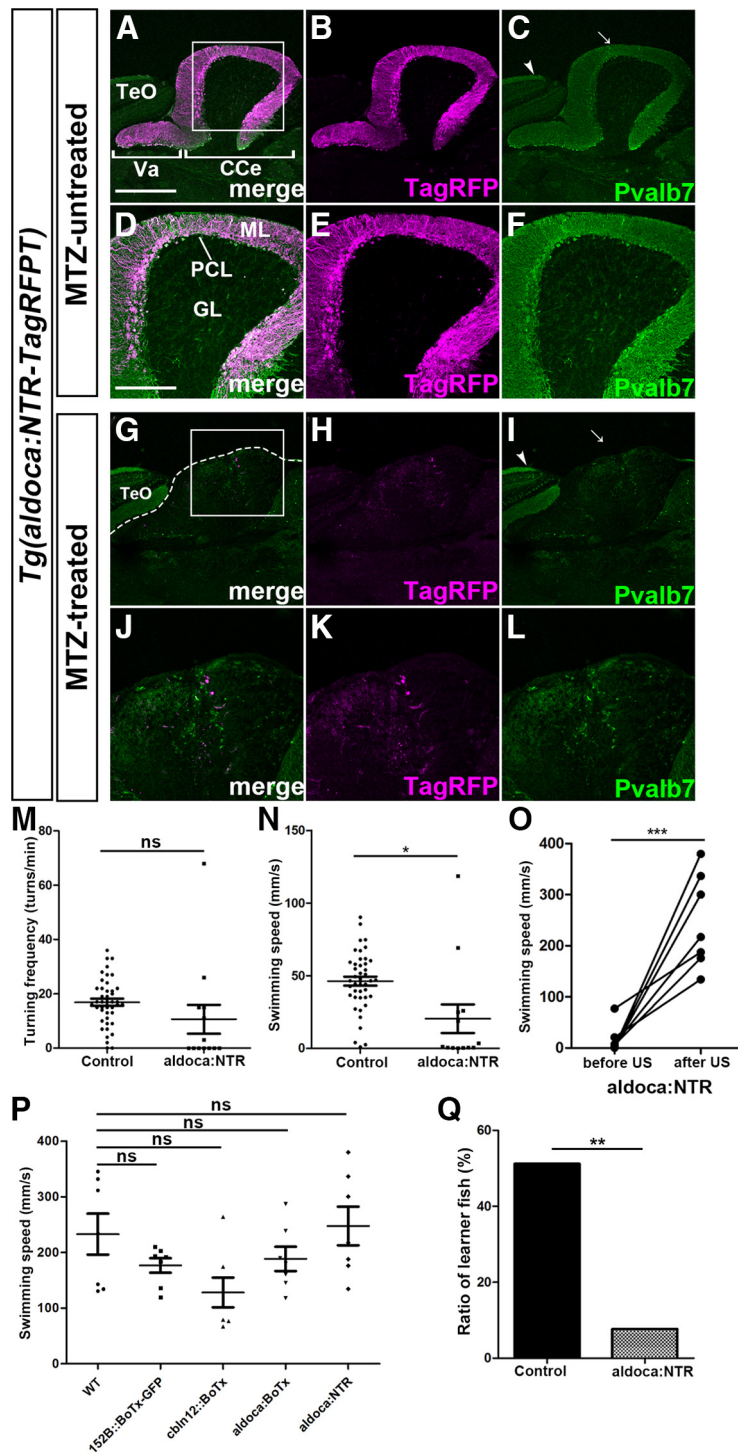 Tg(aldoca:NTR-TagRFPT)
MTZ-untreated
A
TeO
Va
CCe
merge
B
TagRFP
C
Pvalb7
D
ML
PCL
GL
merge
E
TagRFP
F
Pvalb7
MTZ-treated
G
TeO
merge
H
TagRFP
I
Pvalb7
J
merge
K
TagRFP
L
Pvalb7
M
Turning frequency (turns/min)
80
60
40
20
0
ns
Control
aldoca:NTR
N
Swimming speed (mm/s)
150
100
50
0
*
Control
aldoca:NTR
O
Swimming speed (mm/s)
400
300
200
100
0
***
before US
after US
aldoca:NTR
P
Swimming speed (mm/s)
400
300
200
100
0
ns
ns
ns
ns
WT
152B::BoTx-GFP
cbln12::BoTx
aldoca:BoTx
aldoca:NTR
Q
Ratio of learner fish (%)
60
40
20
0
**
Control
aldoca:NTR